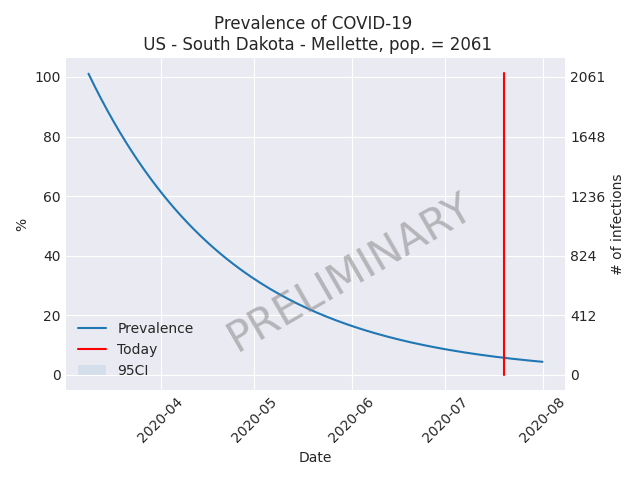 Prevalence of COVID-19
US - South Dakota - Mellette, pop. = 2061
100
80
60
40
20
0
%
2061
1648
1236
824
412
0
# of infections
PRELIMINARY
Prevalence
Today
95CI
2020-04
2020-05
2020-06
2020-07
2020-08
Date